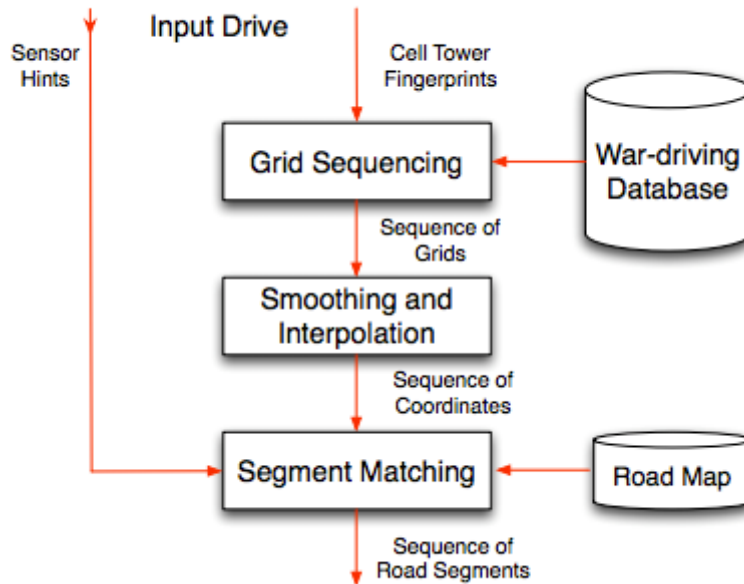 Input Drive
Sensor
Hints
Cell Tower
Fingerprints
Grid Sequencing
War-driving
Database
Sequence of
Grids
Smoothing and
Interpolation
Sequence of
Coordinates
Segment Matching
Road Map
Sequence of
Road Segments